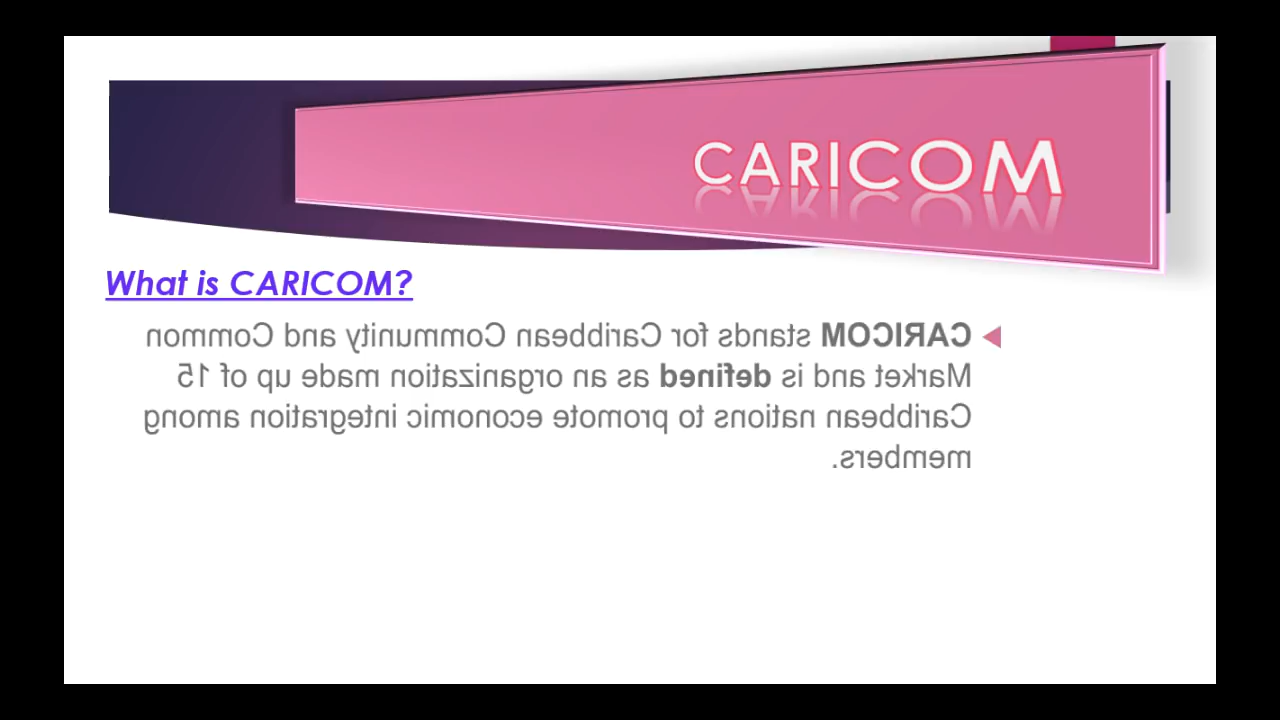 CARICOM
What is CARICOM?
CARICOM stands for Caribbean Community and Common
Market and is defined as an organization made up of 15
Caribbean nations to promote economic integration among
members.